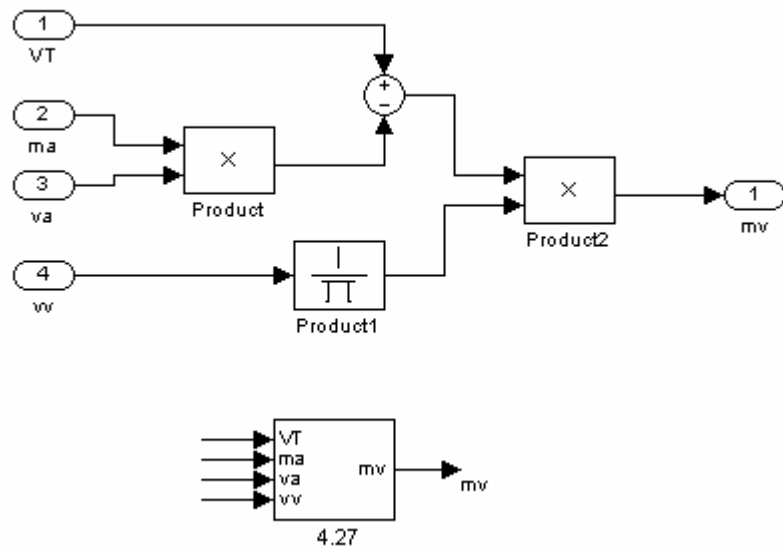 1
VT
2
ma
3
va
4
vv
+
−
×
Product
1
Product1
×
Product2
1
mv
VT
ma
va
vv
mv
mv
4.27